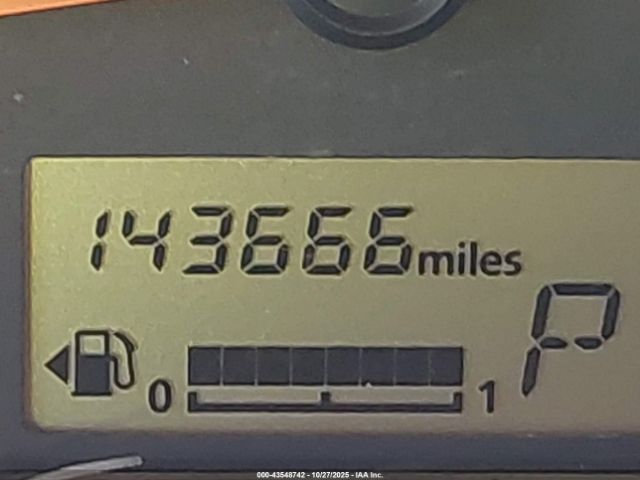 143666miles
P
0 1
000-43548742 - 10/27/2025 - IAA Inc.